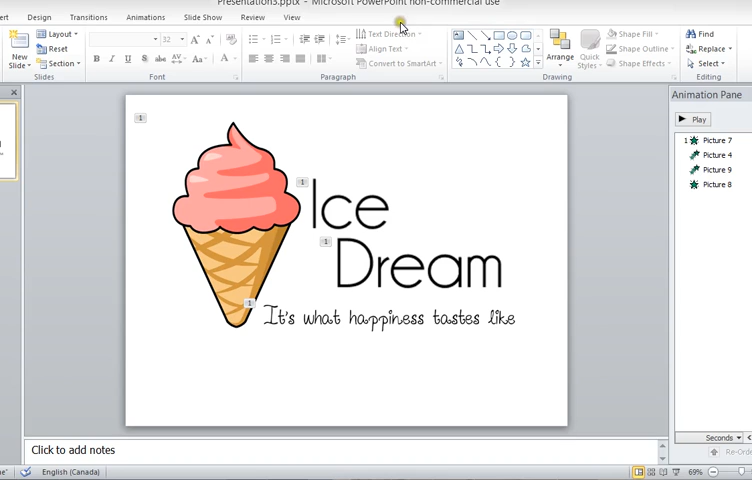 Presentation3.pptx - Microsoft PowerPoint non-commercial use
ert Design Transitions Animations Slide Show Review View
New Slide
Layout
Reset
Section
Slides
32
B I U S abc AV Aa A
Font
Paragraph
Text Direction
Align Text
Convert to SmartArt
Arrange
Quick Styles
Shape Fill
Shape Outline
Shape Effects
Drawing
Find
Replace
Select
Editing
Animation Pane
Play
1 Picture 7
Picture 4
Picture 9
Picture 8
1
1
Ice
1
Dream
1
It's what happiness tastes like
Click to add notes
Seconds
Re-Orde
English (Canada)
69%